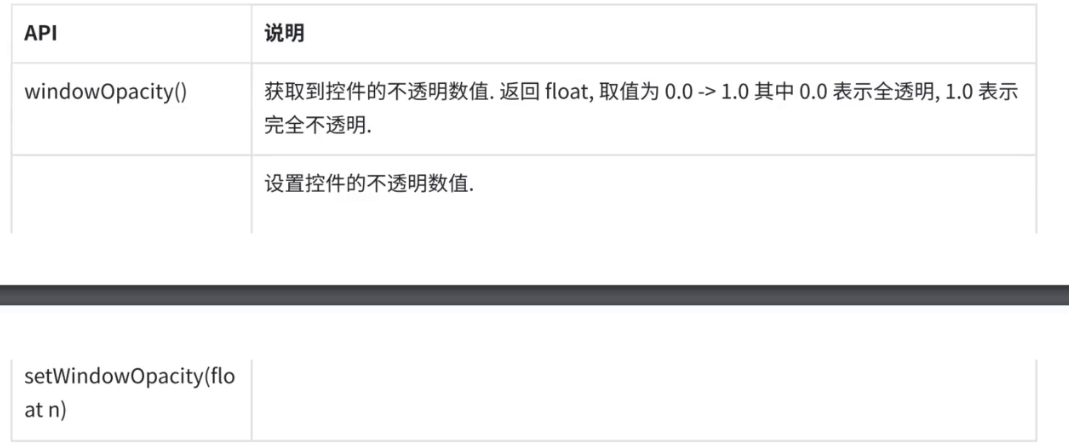 API
说明
windowOpacity()
获取到控件的不透明数值. 返回 float, 取值为 0.0 -> 1.0 其中 0.0 表示全透明, 1.0 表示
完全不透明.
设置控件的不透明数值.
setWindowOpacity(flo
at n)